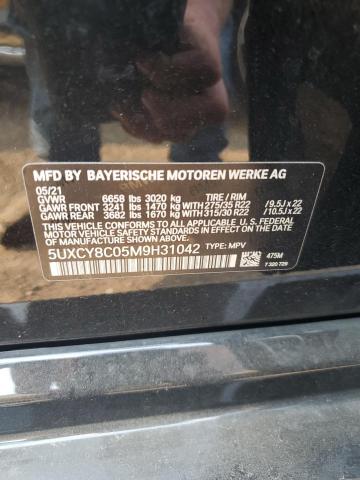 MFD BY BAYERISCHE MOTOREN WERKE AG
05/21
GVWR 6658 lbs 3020 kg TIRE / RIM
GAWR FRONT 3241 lbs 1470 kg WITH 275/35 R22 / 9.5J x 22
GAWR REAR 3682 lbs 1670 kg WITH 315/30 R22 / 10.5J x 22
THIS VEHICLE CONFORMS TO ALL APPLICABLE U.S. FEDERAL
MOTOR VEHICLE SAFETY STANDARDS IN EFFECT
ON THE DATE OF MANUFACTURE SHOWN ABOVE.
5UXCY8C05M9H31042 TYPE: MPV
475M
7 320 729